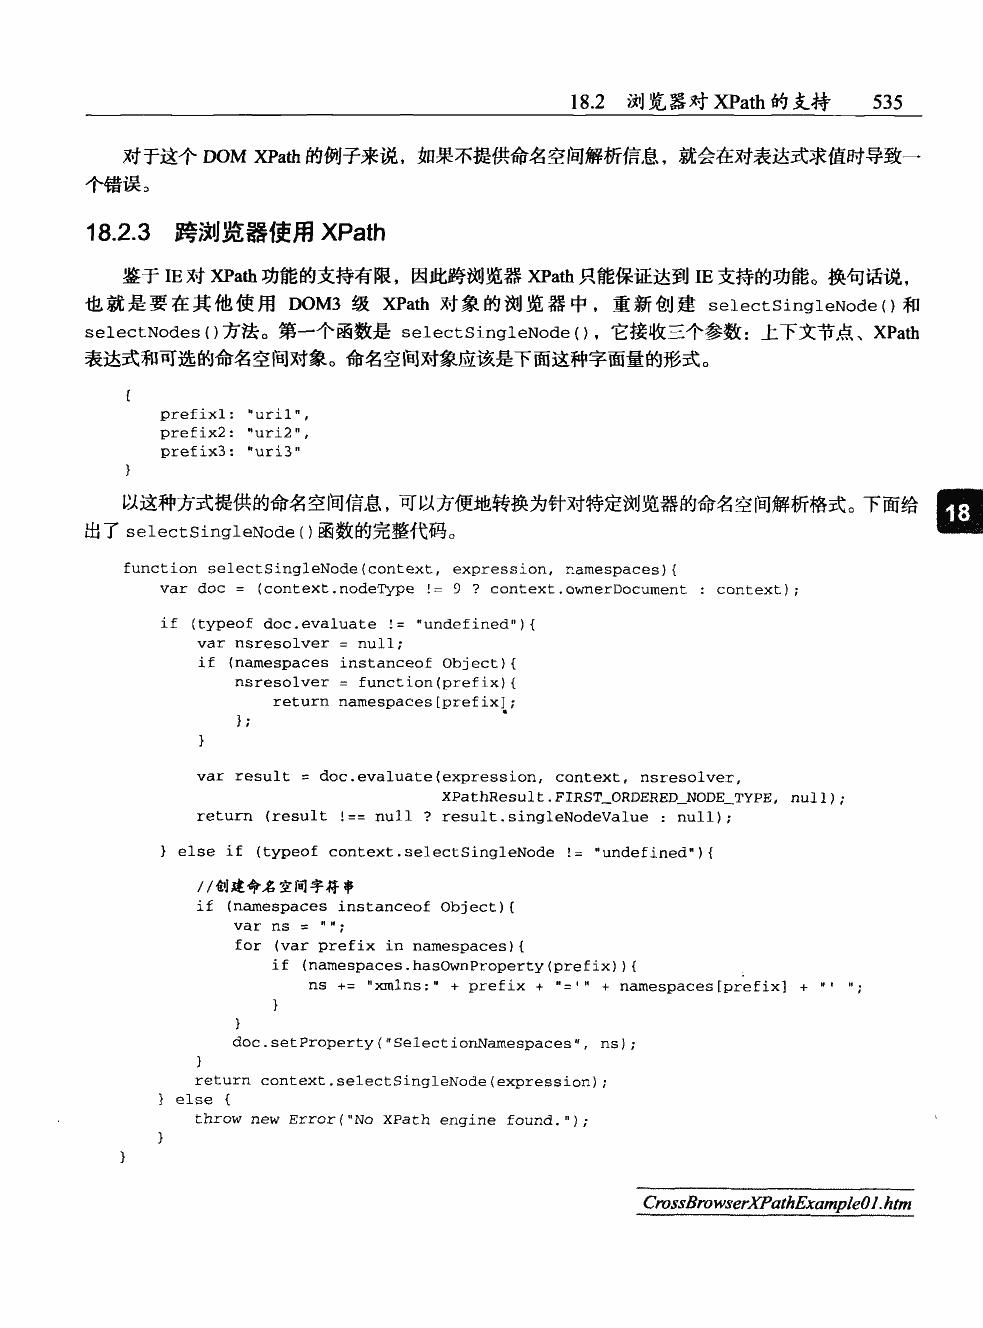 18.2 浏览器对 XPath 的支持 535
对于这个 DOM XPath 的例子来说，如果不提供命名空间解析信息，就会在对表达式求值时导致一
个错误。
18.2.3 跨浏览器使用 XPath
鉴于 IE 对 XPath 功能的支持有限，因此跨浏览器 XPath 只能保证达到 IE 支持的功能。换句话说，
也就是要在其他使用 DOM3 级 XPath 对象的浏览器中，重新创建 selectSingleNode()和
selectNodes()方法。第一个函数是 selectSingleNode()，它接收三个参数：上下文节点、XPath
表达式和可选的命名空间对象。命名空间对象应该是下面这种字面量的形式。
{
prefix1: "uri1",
prefix2: "uri2",
prefix3: "uri3"
}
以这种方式提供的命名空间信息，可以方便地转换为针对特定浏览器的命名空间解析格式。下面给
出了 selectSingleNode()函数的完整代码。
18
function selectSingleNode(context, expression, namespaces){
var doc = (context.nodeType != 9 ? context.ownerDocument : context);
if (typeof doc.evaluate != "undefined"){
var nsresolver = null;
if (namespaces instanceof Object){
nsresolver = function(prefix){
return namespaces[prefix];
};
}
var result = doc.evaluate(expression, context, nsresolver,
XPathResult.FIRST_ORDERED_NODE_TYPE, null);
return (result !== null ? result.singleNodeValue : null);
} else if (typeof context.selectSingleNode != "undefined"){
//创建命名空间字符串
if (namespaces instanceof Object){
var ns = "";
for (var prefix in namespaces){
if (namespaces.hasOwnProperty(prefix)){
ns += "xmlns:" + prefix + "='" + namespaces[prefix] + "' ";
}
}
doc.setProperty("SelectionNamespaces", ns);
}
return context.selectSingleNode(expression);
} else {
throw new Error("No XPath engine found.");
}
}
CrossBrowserXPathExample01.htm